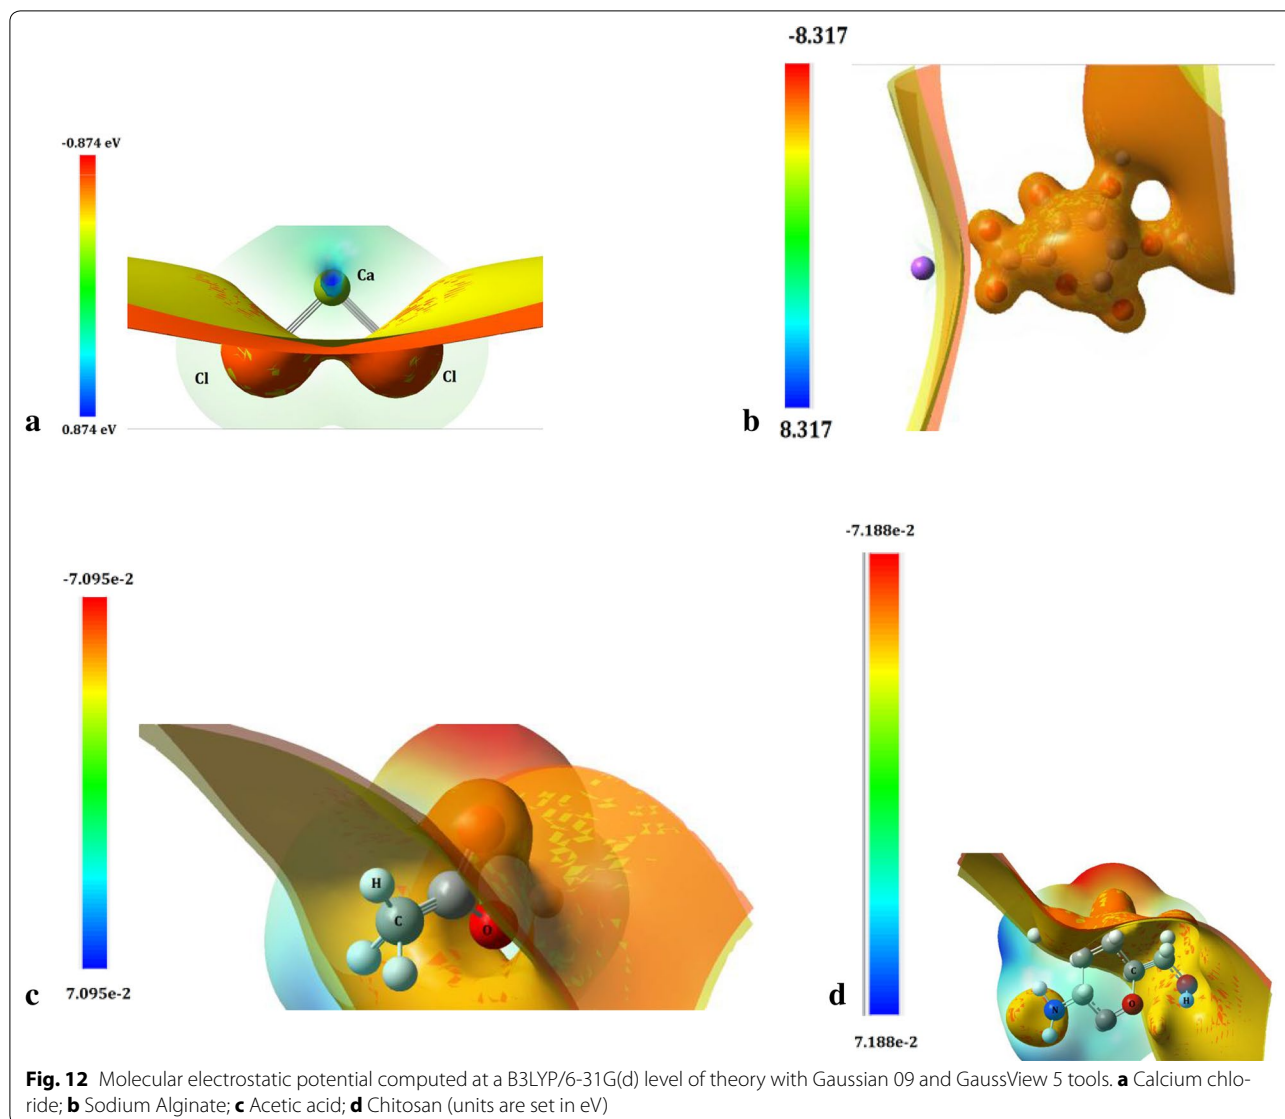 -0.874 eV
Ca
Cl
Cl
0.874 eV
a
-8.317
8.317
b
-7.095e-2
H
C
O
7.095e-2
c
-7.188e-2
C
O
N
H
7.188e-2
d
Fig. 12 Molecular electrostatic potential computed at a B3LYP/6-31G(d) level of theory with Gaussian 09 and GaussView 5 tools. a Calcium chlo-
ride; b Sodium Alginate; c Acetic acid; d Chitosan (units are set in eV)